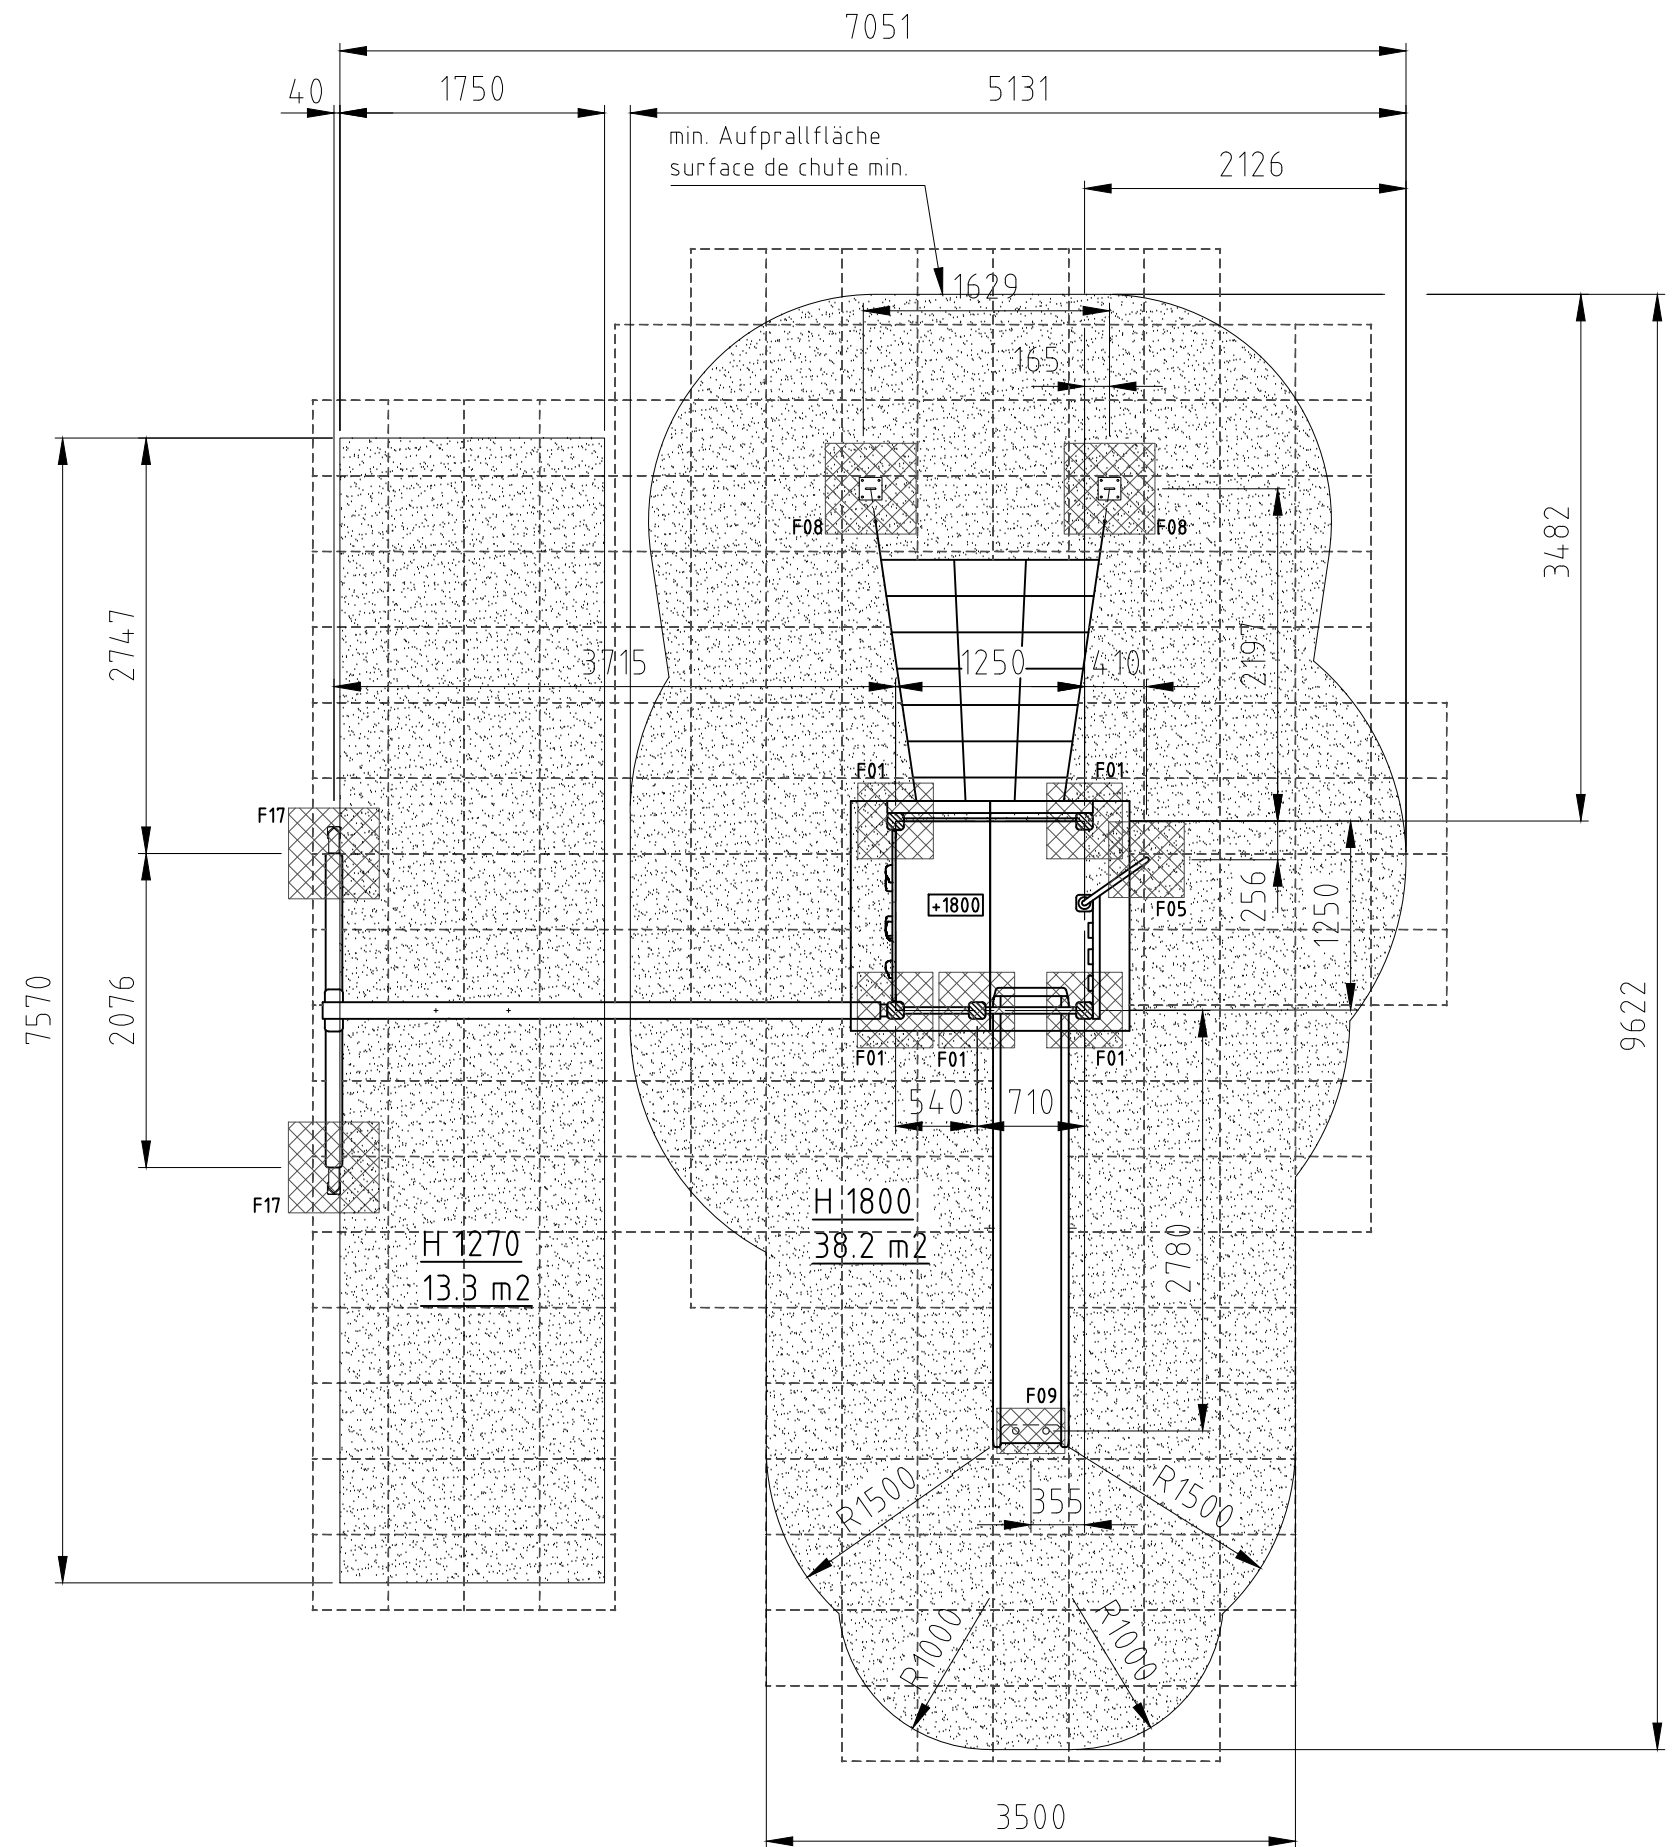 7051
40
1750
5131
min. Aufprallfläche
surface de chute min.
2126
1629
165
F08
F08
3482
2747
2197
3715
1250
410
F01
F01
F17
+1800
F05
256
1250
7570
2076
9622
F01
F01
F01
540
710
F17
H 1800
38.2 m2
H 1270
13.3 m2
2780
F09
R1500
355
R1500
R1000
R1000
3500